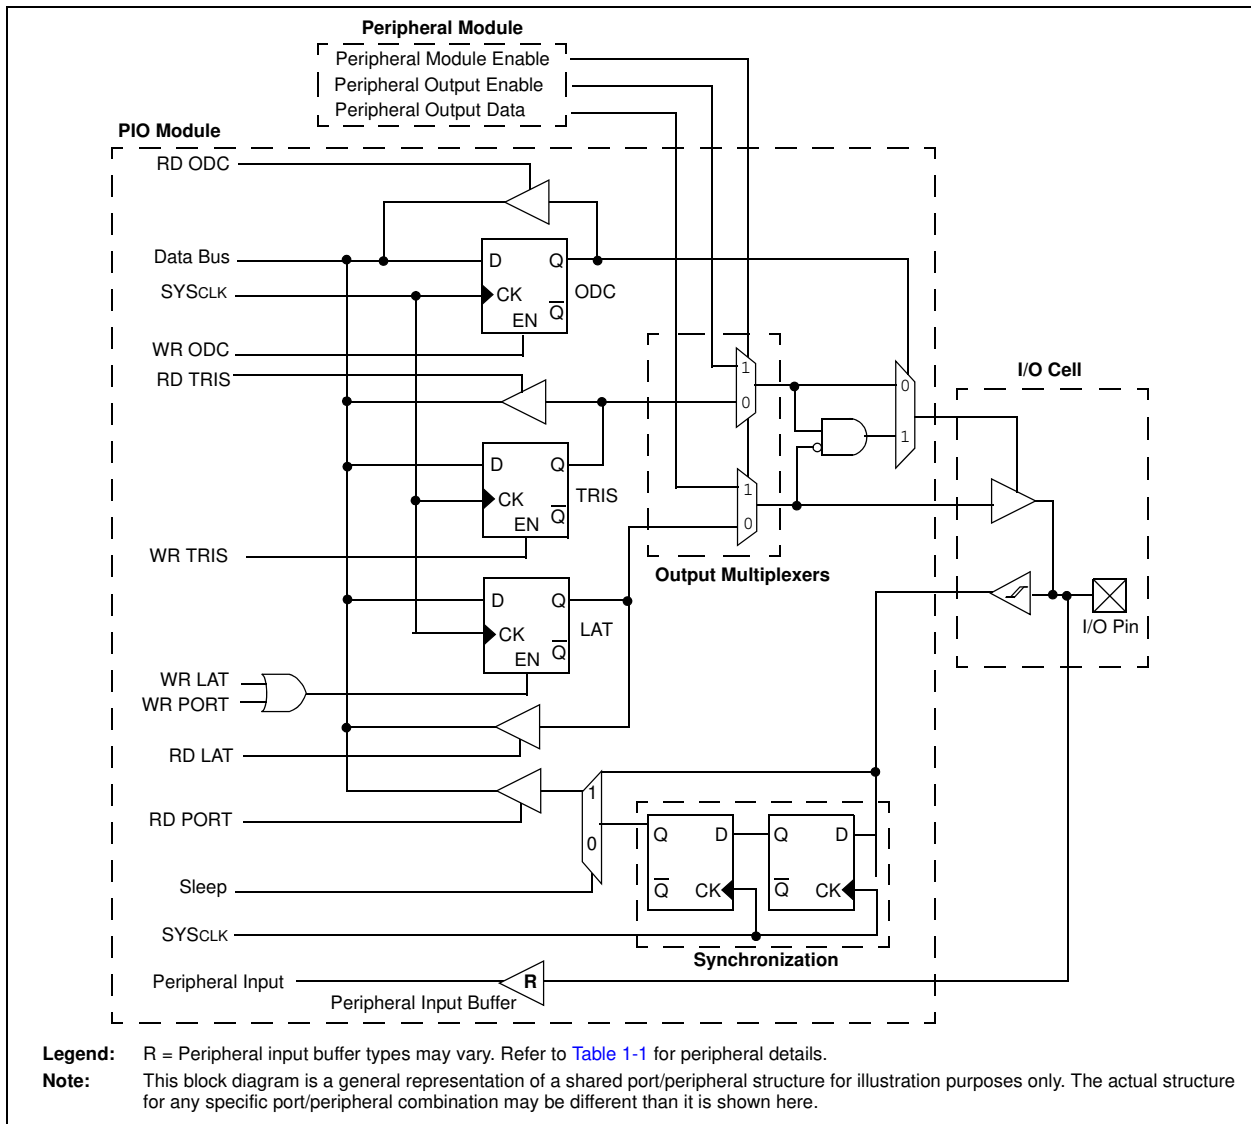 Peripheral Module
Peripheral Module Enable
Peripheral Output Enable
Peripheral Output Data
PIO Module
RD ODC
Data Bus
D Q
SYSCLK
CK
ODC
Q
EN
WR ODC
RD TRIS
1
0
0
1
I/O Cell
D Q
TRIS
CK
Q
EN
WR TRIS
1
0
Output Multiplexers
D Q
LAT
CK
Q
EN
I/O Pin
WR LAT
WR PORT
RD LAT
1
0
RD PORT
Q D
Q CK
Q D
Q CK
Sleep
SYSCLK
Synchronization
Peripheral Input
R
Peripheral Input Buffer
Legend: R = Peripheral input buffer types may vary. Refer to Table 1-1 for peripheral details.
Note: This block diagram is a general representation of a shared port/peripheral structure for illustration purposes only. The actual structure
for any specific port/peripheral combination may be different than it is shown here.